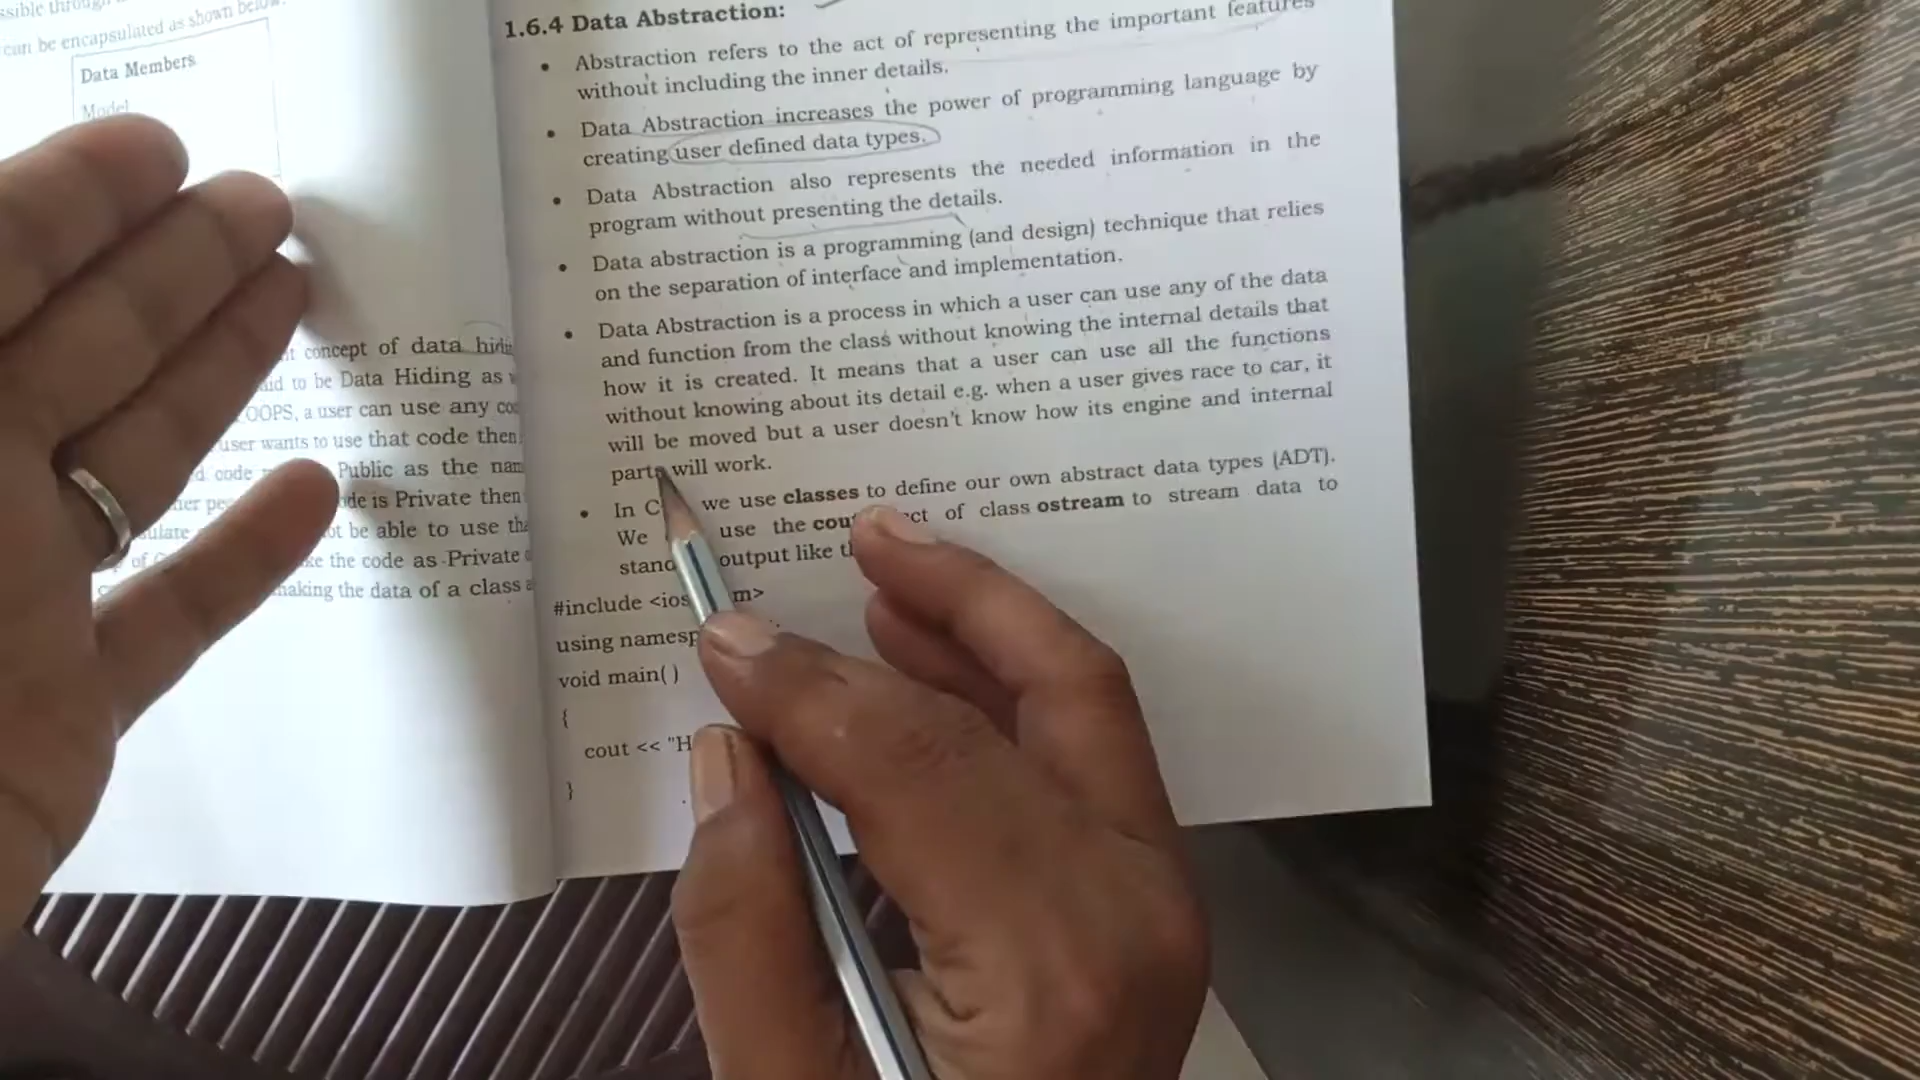 ssible through
can be encapsulated as shown below.
Data Members
Model
concept of data hidi
id to be Data Hiding as
OOPS, a user can use any
user wants to use that code then
code Public as the nam
de is Private then
ulate ot be able to use tha
of ke the code as Private
naking the data of a class a
1.6.4 Data Abstraction:
• Abstraction refers to the act of representing the important features
without including the inner details.
• Data Abstraction increases the power of programming language by
creating user defined data types.
• Data Abstraction also represents the needed information in the
program without presenting the details.
• Data abstraction is a programming (and design) technique that relies
on the separation of interface and implementation.
• Data Abstraction is a process in which a user can use any of the data
and function from the class without knowing the internal details that
how it is created. It means that a user can use all the functions
without knowing about its detail e.g. when a user gives race to car, it
will be moved but a user doesn't know how its engine and internal
parts will work.
• In C we use classes to define our own abstract data types (ADT).
We use the cou ect of class ostream to stream data to
stand output like th
#include <ios m>
using namesp
void main( )
{
cout << "H
}